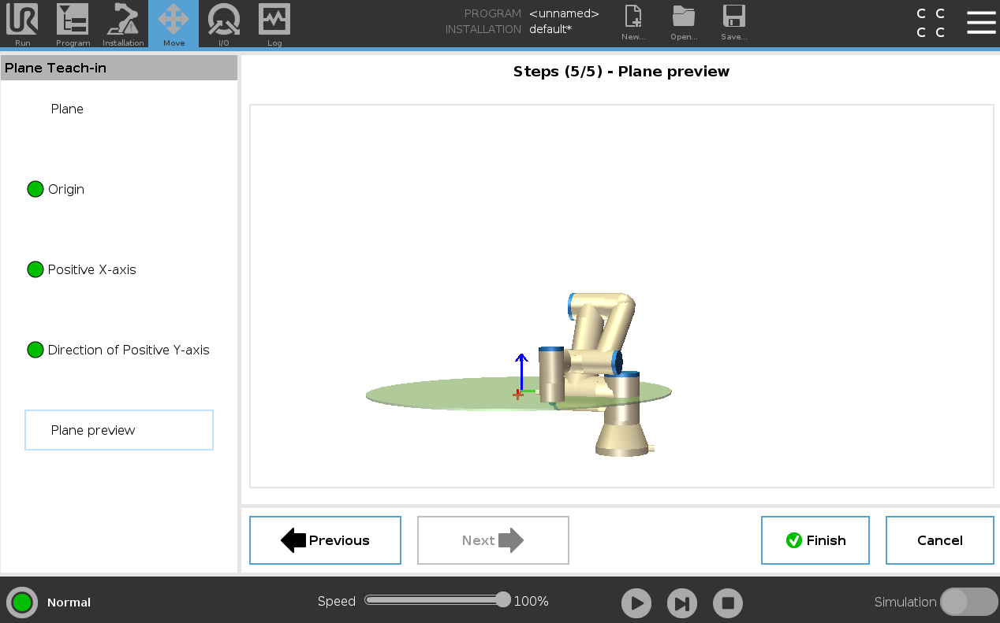 PROGRAM <unnamed>
INSTALLATION default*
Run Program Installation Move I/O Log
New... Open... Save...
C C
C C
Plane Teach-in
Steps (5/5) - Plane preview
Plane
Origin
Positive X-axis
Direction of Positive Y-axis
Plane preview
Previous
Next
Finish
Cancel
Normal
Speed 100%
Simulation